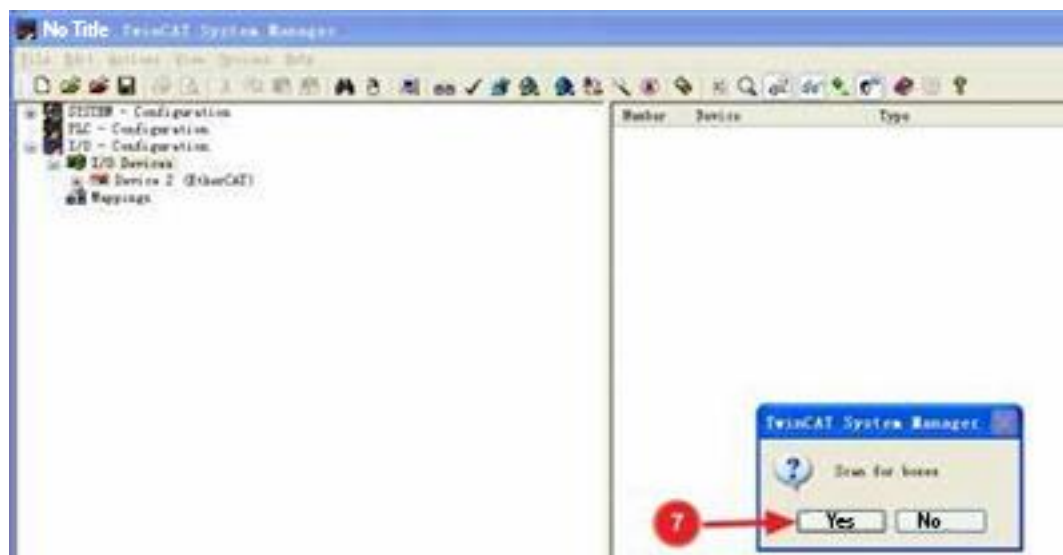 No Title TwinCAT System Manager
File Edit Actions View Options Help
SYSTEM - Configuration
PLC - Configuration
I/O - Configuration
I/O Devices
Device 2 (EtherCAT)
Mappings
Number Device Type
TwinCAT System Manager
Scan for boxes
7
Yes No